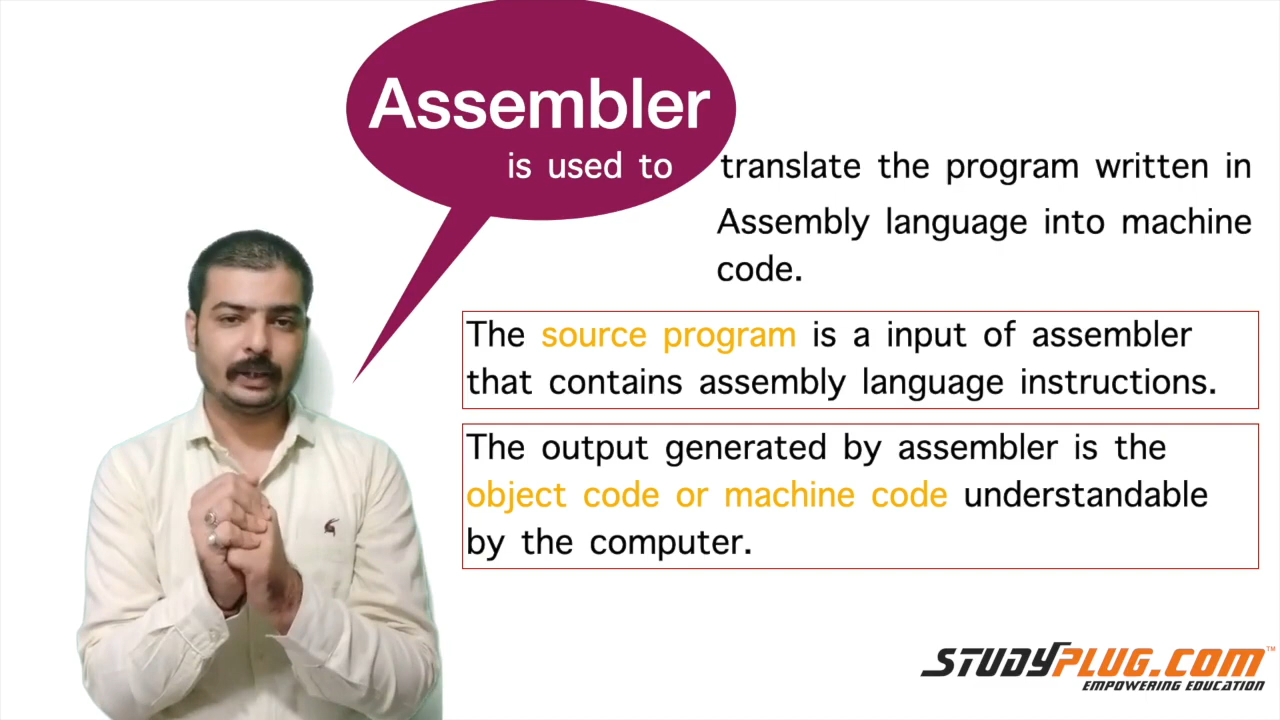 Assembler
is used to translate the program written in
Assembly language into machine
code.
The source program is a input of assembler
that contains assembly language instructions.
The output generated by assembler is the
object code or machine code understandable
by the computer.
STUDYPLUG.COM™
EMPOWERING EDUCATION